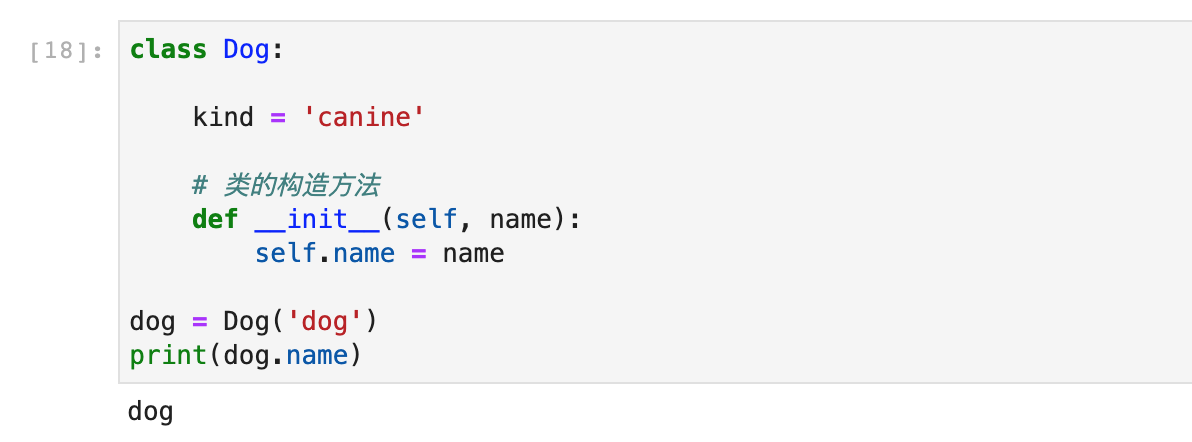 [18]:
class Dog:
    kind = 'canine'
    # 类的构造方法
    def __init__(self, name):
        self.name = name
dog = Dog('dog')
print(dog.name)
dog